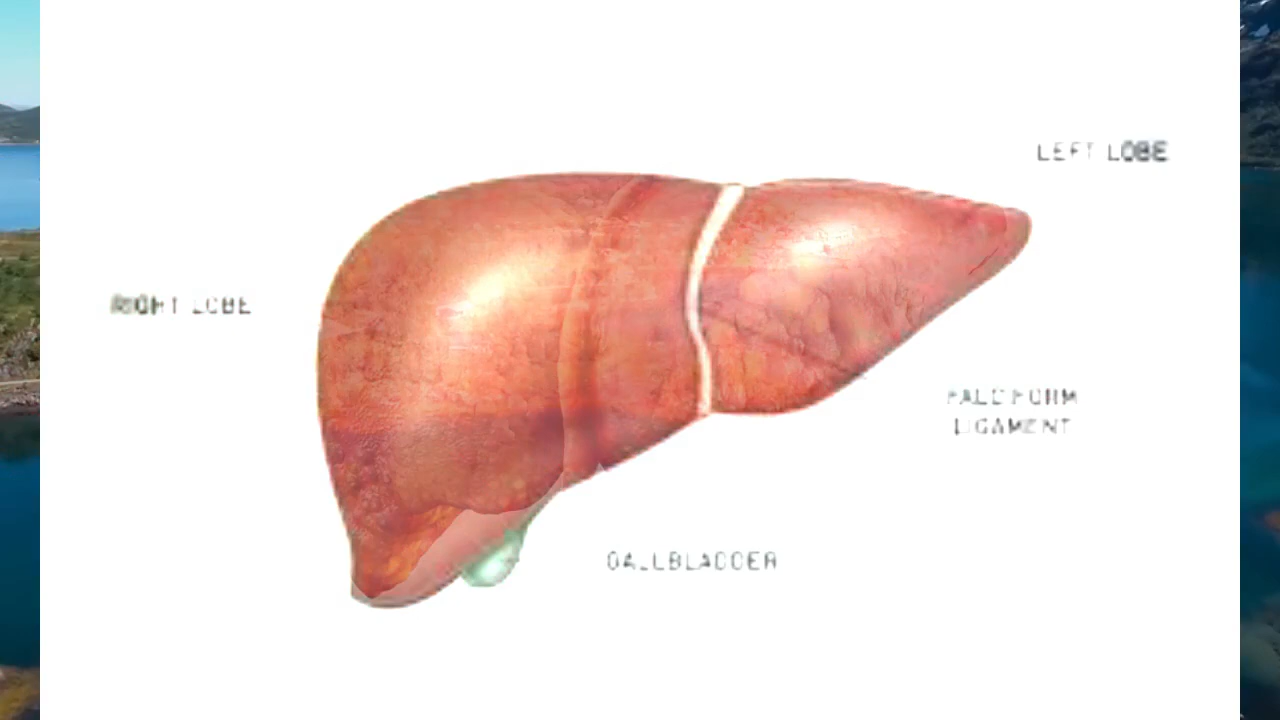 LEFT LOBE
RIGHT LOBE
FALCIFORM
LIGAMENT
GALLBLADDER